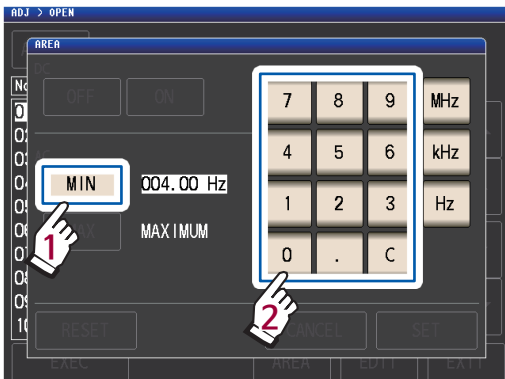 ADJ > OPEN
AREA
DC
No
OFF ON
7 8 9 MHz
4 5 6 kHz
MIN 004.00 Hz
1 2 3 Hz
MAX MAXIMUM
0 . C
1
2
RESET CANCEL SET
EXEC AREA EDIT EXIT